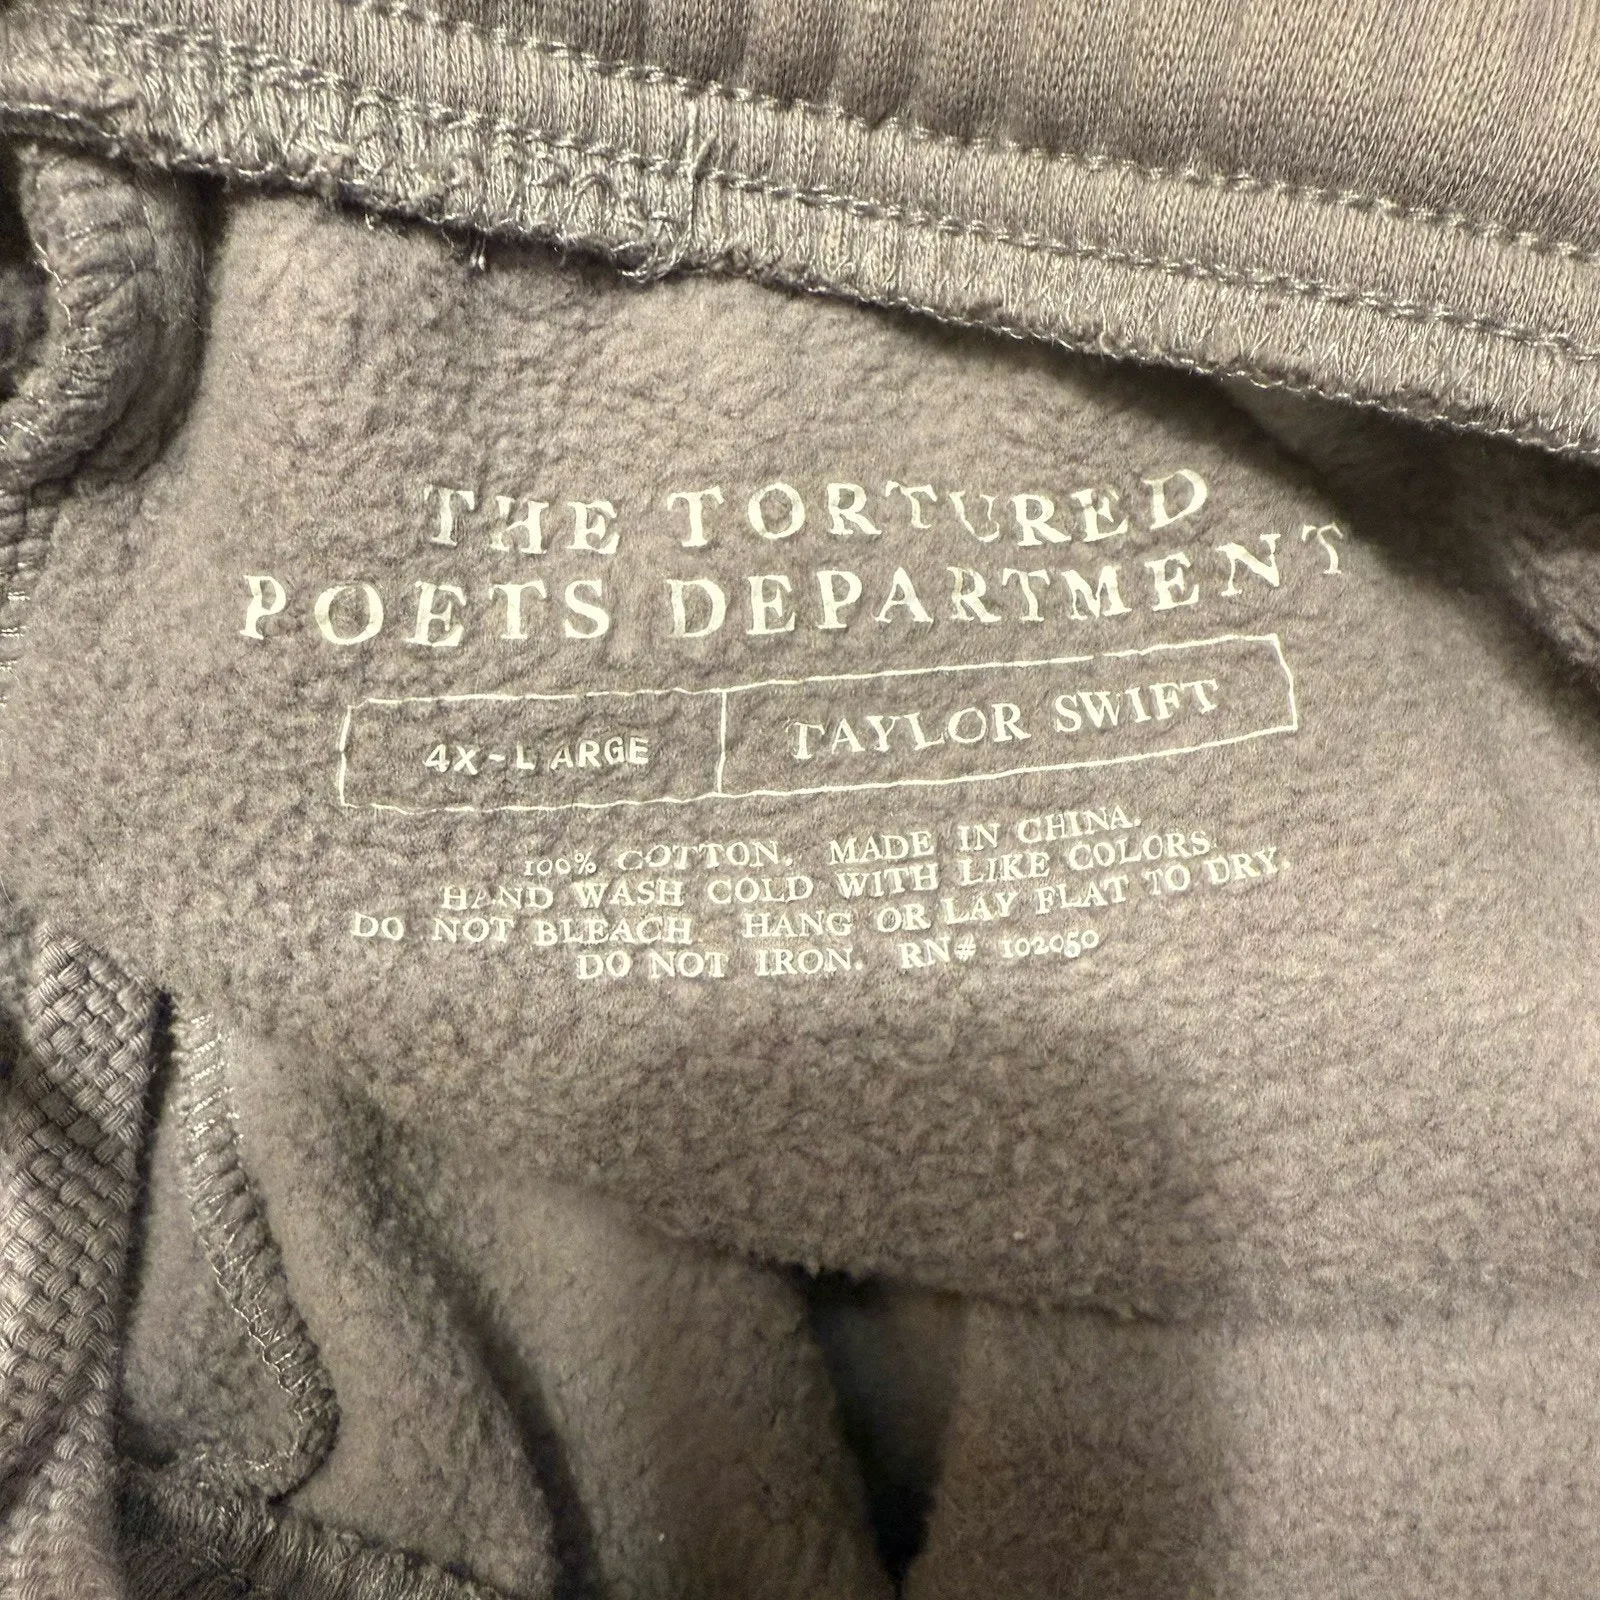 THE TORTURED
POETS DEPARTMENT
4X-LARGE
TAYLOR SWIFT
100% COTTON. MADE IN CHINA.
HAND WASH COLD WITH LIKE COLORS.
DO NOT BLEACH. HANG OR LAY FLAT TO DRY.
DO NOT IRON. RN# 102050